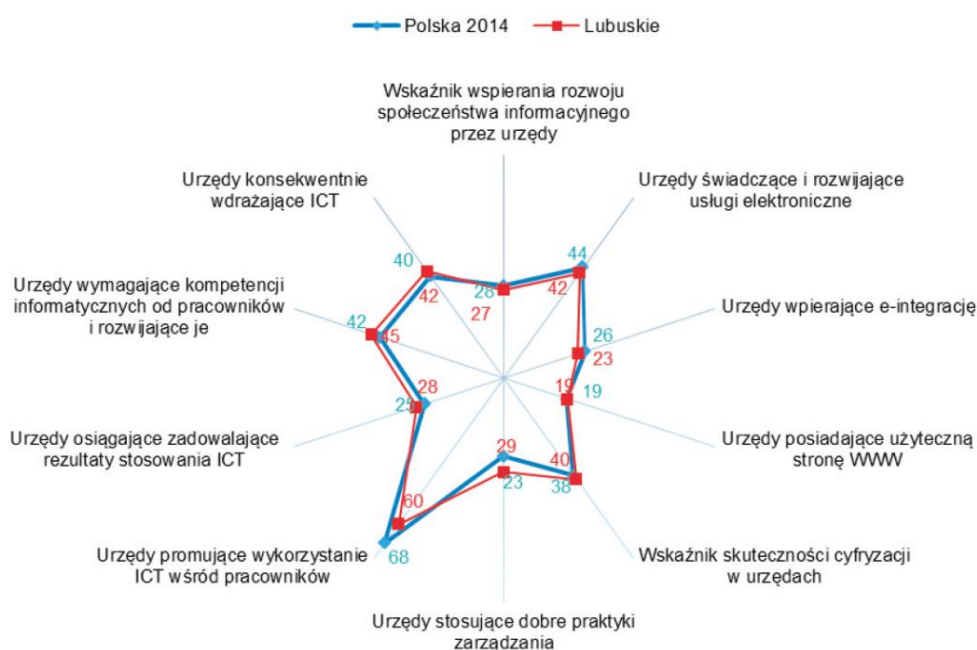 Polska 2014
Lubuskie
Wskaźnik wspierania rozwoju
społeczeństwa informacyjnego
przez urzędy
Urzędy świadczące i rozwijające
usługi elektroniczne
Urzędy wpierające e-integrację
Urzędy posiadające użyteczną
stronę WWW
Wskaźnik skuteczności cyfryzacji
w urzędach
Urzędy stosujące dobre praktyki
zarządzania
Urzędy promujące wykorzystanie
ICT wśród pracowników
Urzędy osiągające zadowalające
rezultaty stosowania ICT
Urzędy wymagające kompetencji
informatycznych od pracowników
i rozwijające je
Urzędy konsekwentnie
wdrażające ICT
28
27
44
42
26
23
19
19
40
38
29
23
60
68
28
25
42
45
40
42